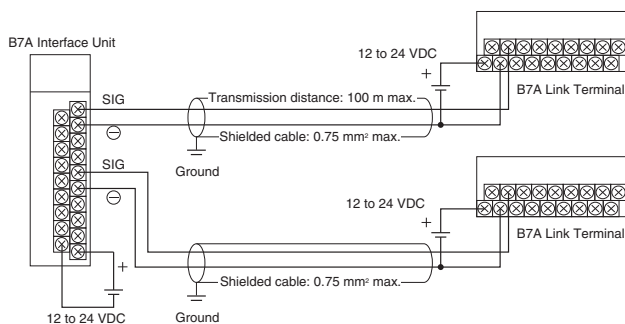 B7A Interface Unit
12 to 24 VDC
+
B7A Link Terminal
SIG
Transmission distance: 100 m max.
⊖
Shielded cable: 0.75 mm² max.
Ground
SIG
⊖
12 to 24 VDC
+
B7A Link Terminal
+
Shielded cable: 0.75 mm² max.
12 to 24 VDC
Ground